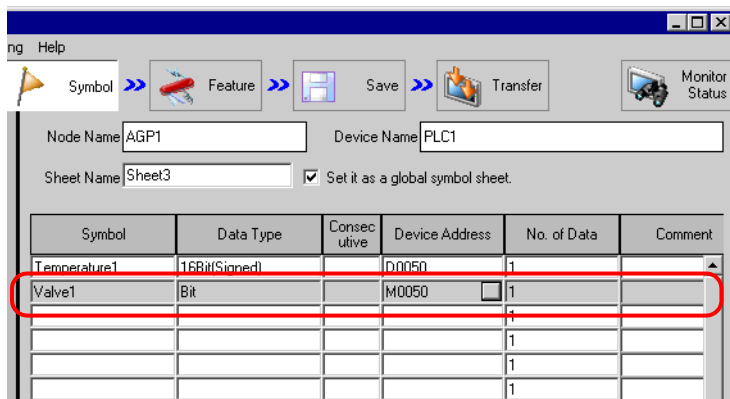 ng Help
Symbol Feature Save Transfer Monitor Status
Node Name AGP1 Device Name PLC1
Sheet Name Sheet3 Set it as a global symbol sheet.
Symbol Data Type Consecutive Device Address No. of Data Comment
Temperature1 16Bit(Signed) D0050 1
Valve1 Bit M0050 1
1
1
1
1